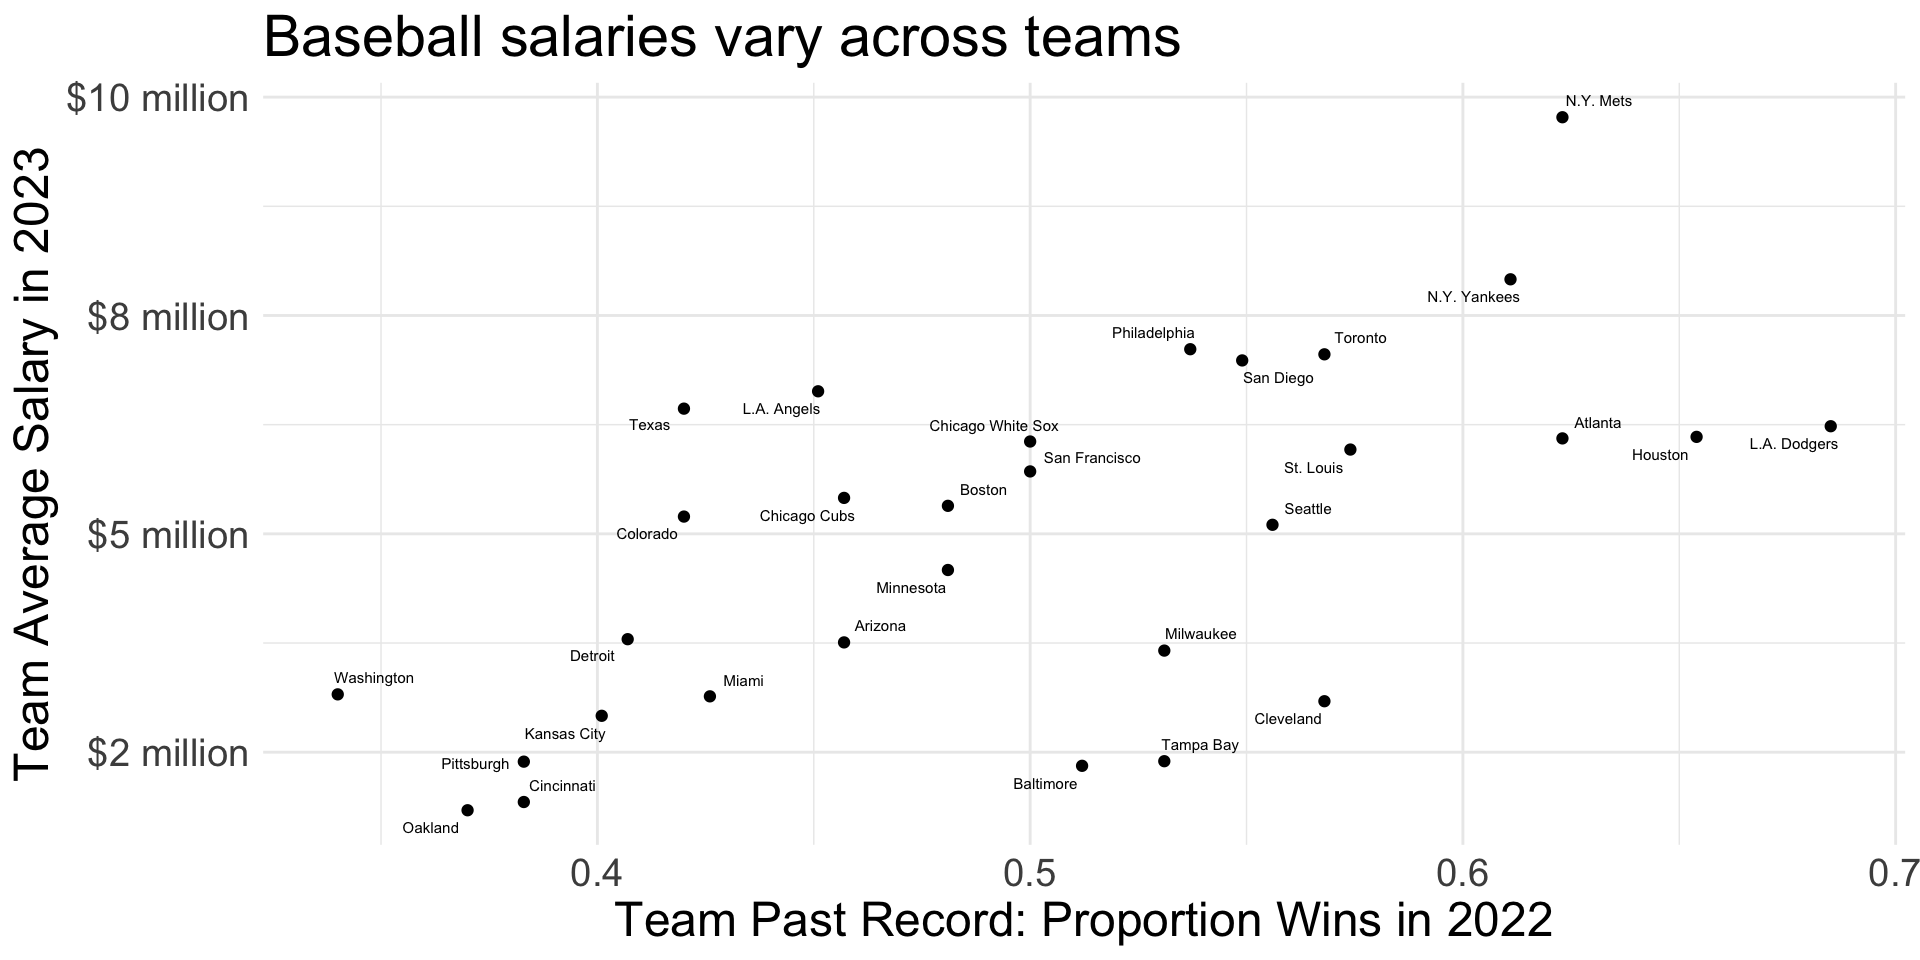 Baseball salaries vary across teams
Team Average Salary in 2023
$10 million
$8 million
$5 million
$2 million
N.Y. Mets
N.Y. Yankees
Philadelphia
Toronto
San Diego
L.A. Angels
Texas
Chicago White Sox
Atlanta
L.A. Dodgers
Houston
San Francisco
St. Louis
Boston
Chicago Cubs
Seattle
Colorado
Minnesota
Arizona
Milwaukee
Detroit
Washington
Miami
Cleveland
Kansas City
Tampa Bay
Pittsburgh
Baltimore
Cincinnati
Oakland
0.4
0.5
0.6
0.7
Team Past Record: Proportion Wins in 2022